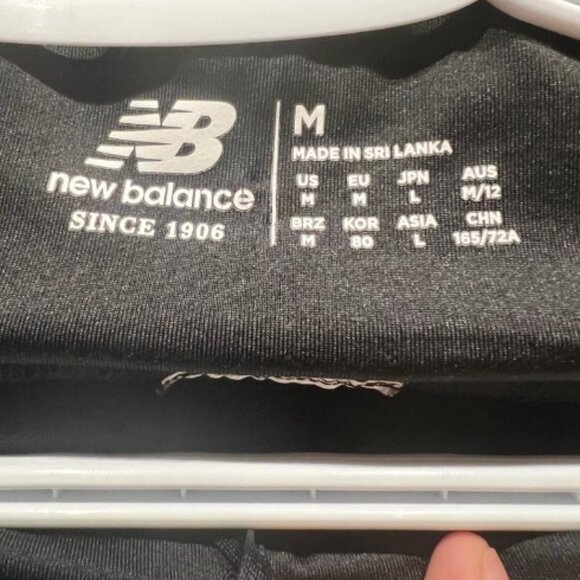 NB
new balance
SINCE 1906
M
MADE IN SRI LANKA
US EU JPN AUS
M M L M/12
BRZ KOR ASIA CHN
M 80 L 165/72A